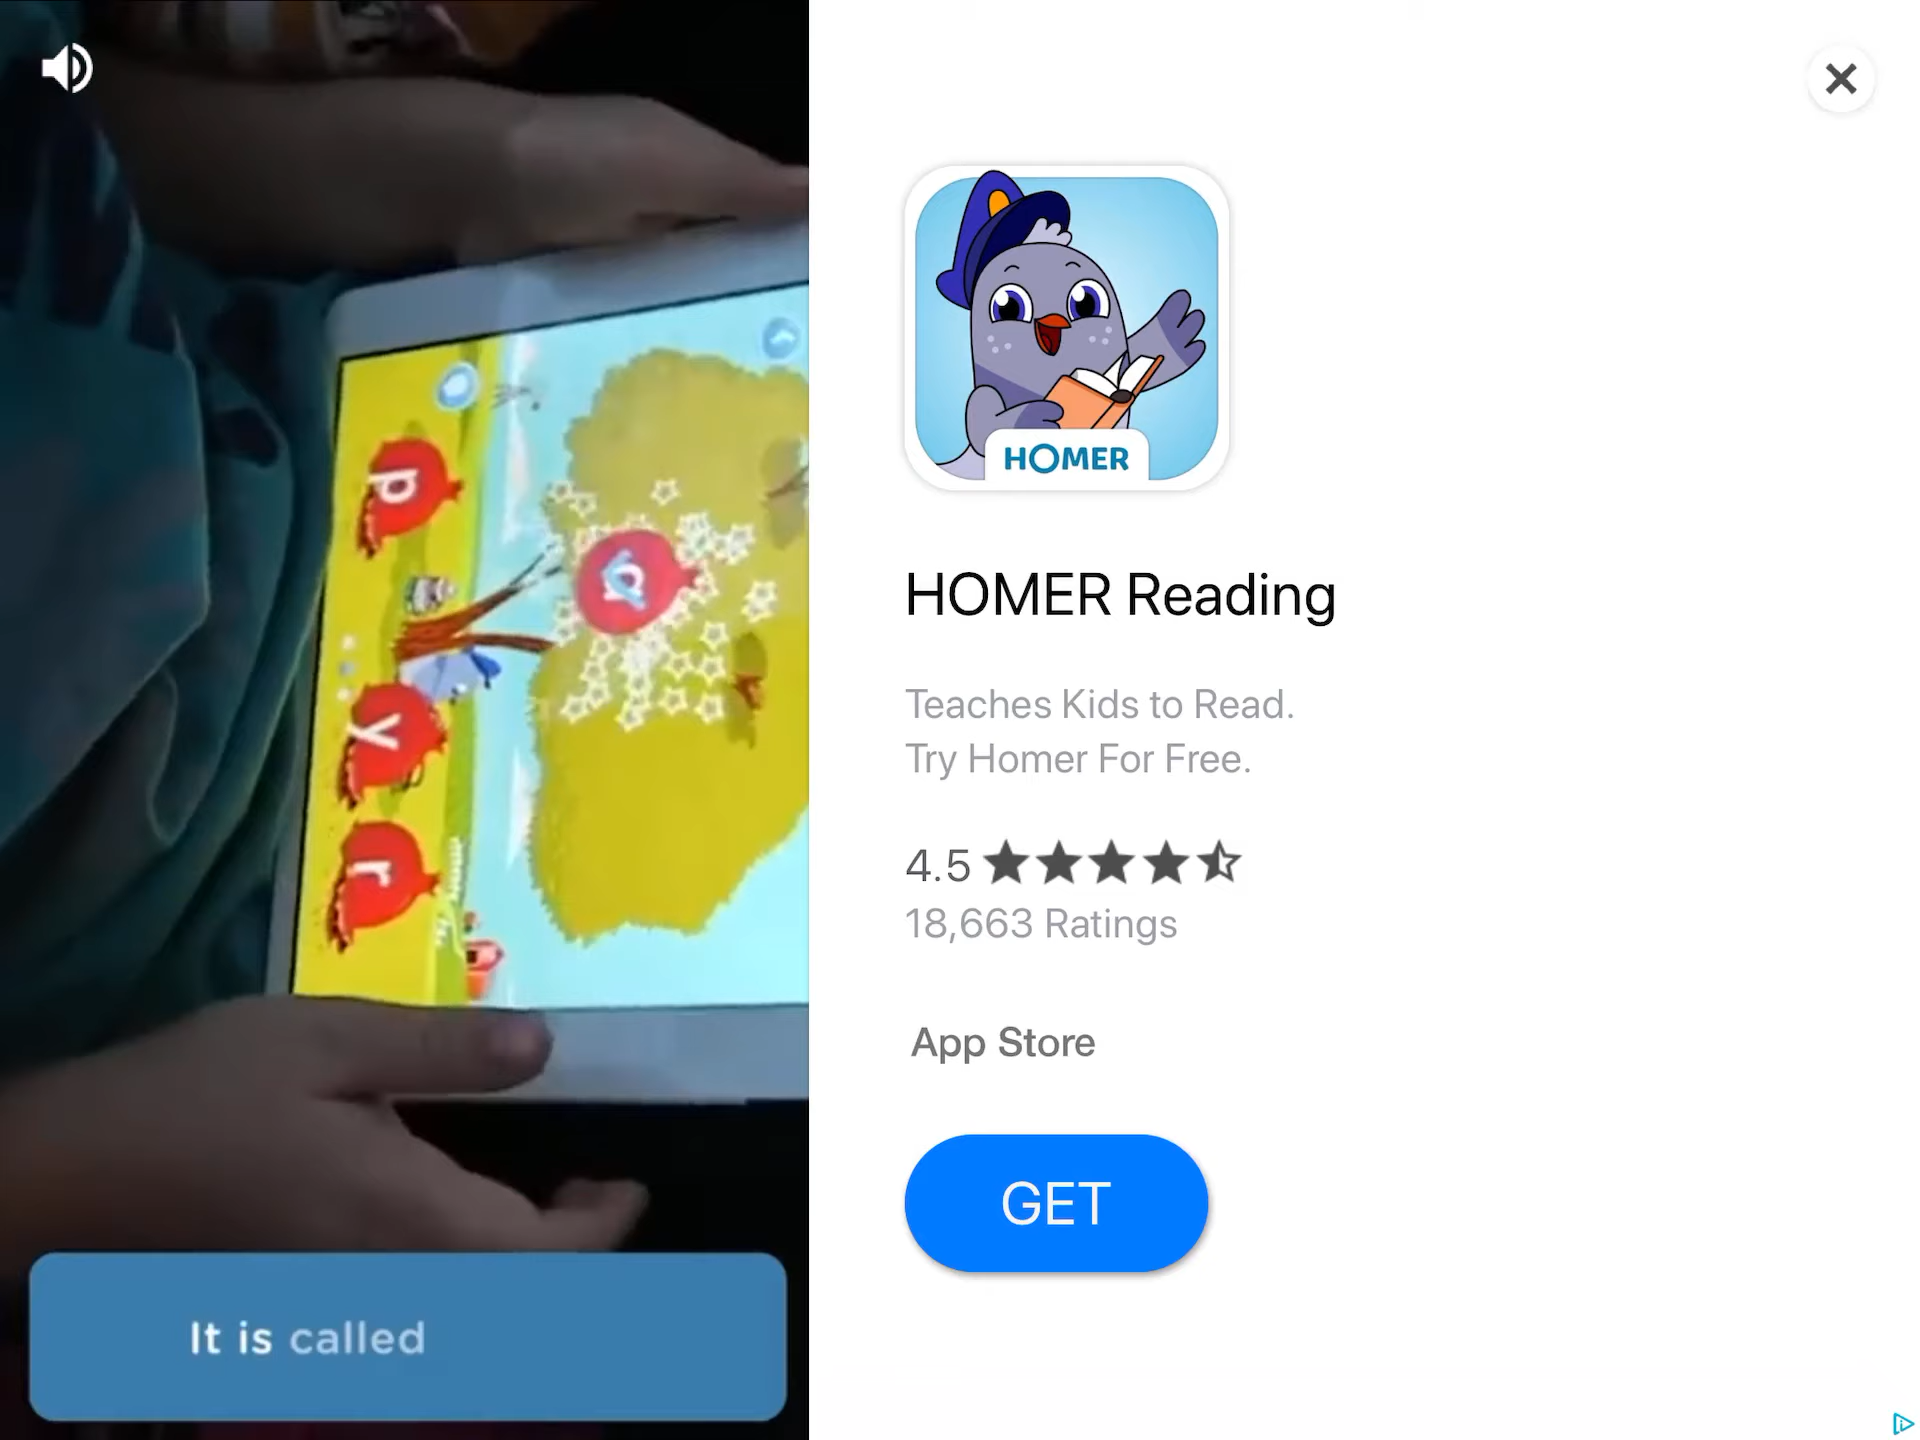 p
y
r
It is called
HOMER
HOMER Reading
Teaches Kids to Read.
Try Homer For Free.
4.5
18,663 Ratings
App Store
GET